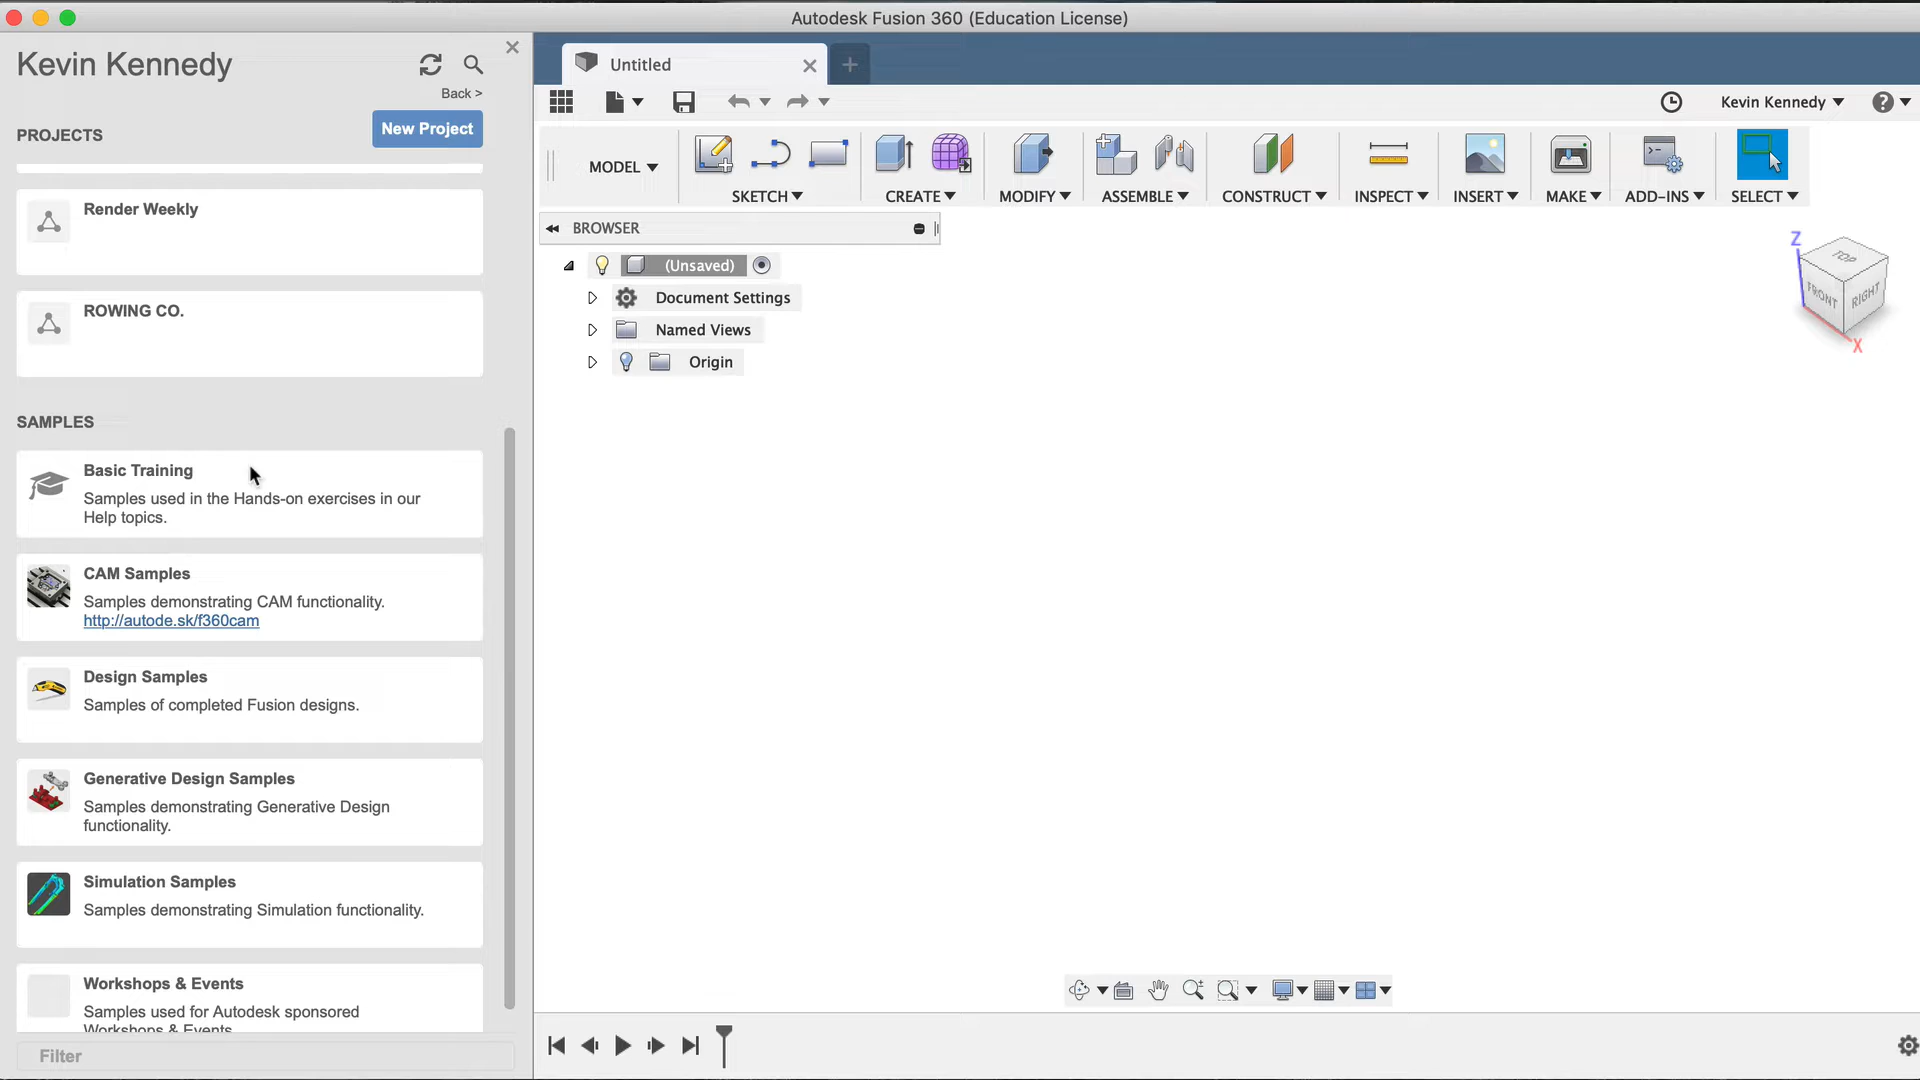 Autodesk Fusion 360 (Education License)
Kevin Kennedy
Back >
PROJECTS
New Project
Render Weekly
ROWING CO.
SAMPLES
Basic Training
Samples used in the Hands-on exercises in our
Help topics.
CAM Samples
Samples demonstrating CAM functionality.
http://autode.sk/f360cam
Design Samples
Samples of completed Fusion designs.
Generative Design Samples
Samples demonstrating Generative Design
functionality.
Simulation Samples
Samples demonstrating Simulation functionality.
Workshops & Events
Samples used for Autodesk sponsored
Workshops & Events
Filter
Untitled
Kevin Kennedy
MODEL
SKETCH
CREATE
MODIFY
ASSEMBLE
CONSTRUCT
INSPECT
INSERT
MAKE
ADD-INS
SELECT
BROWSER
(Unsaved)
Document Settings
Named Views
Origin
Z
TOP
FRONT
RIGHT
X